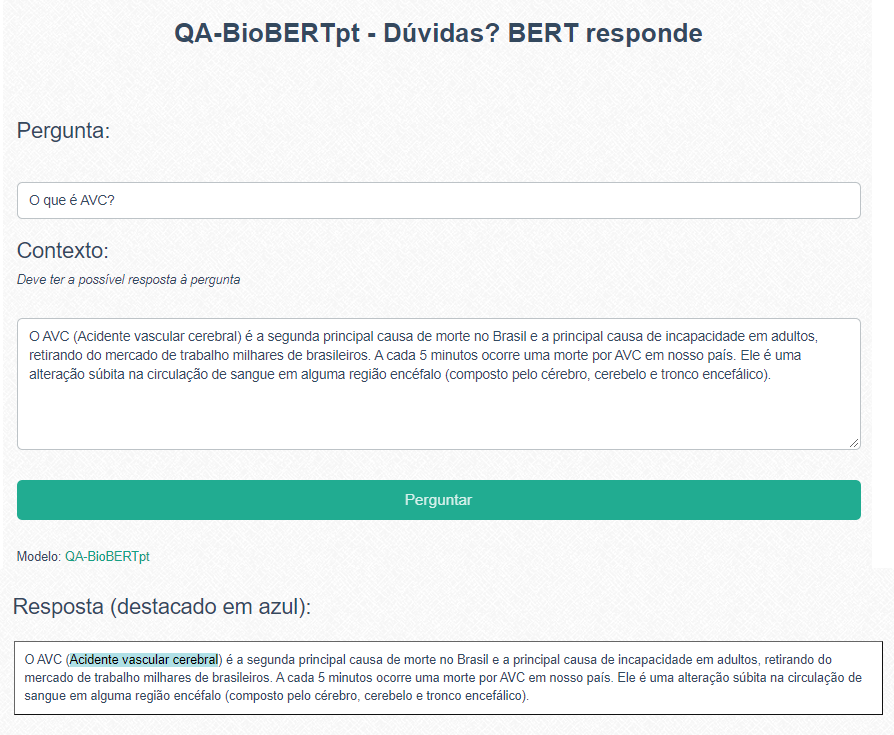 QA-BioBERTpt - Dúvidas? BERT responde
Pergunta:
O que é AVC?
Contexto:
Deve ter a possível resposta à pergunta
O AVC (Acidente vascular cerebral) é a segunda principal causa de morte no Brasil e a principal causa de incapacidade em adultos,
retirando do mercado de trabalho milhares de brasileiros. A cada 5 minutos ocorre uma morte por AVC em nosso país. Ele é uma
alteração súbita na circulação de sangue em alguma região encéfalo (composto pelo cérebro, cerebelo e tronco encefálico).
Perguntar
Modelo: QA-BioBERTpt
Resposta (destacado em azul):
O AVC (Acidente vascular cerebral) é a segunda principal causa de morte no Brasil e a principal causa de incapacidade em adultos, retirando do
mercado de trabalho milhares de brasileiros. A cada 5 minutos ocorre uma morte por AVC em nosso país. Ele é uma alteração súbita na circulação de
sangue em alguma região encéfalo (composto pelo cérebro, cerebelo e tronco encefálico).